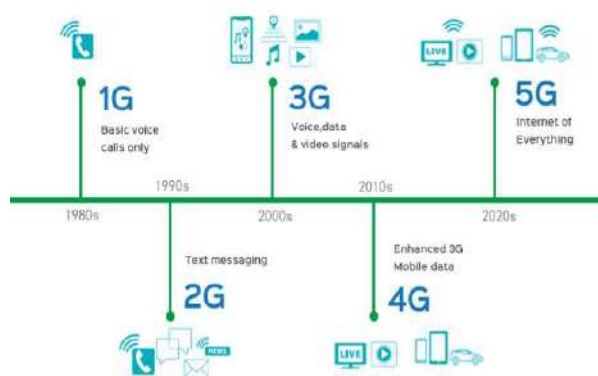 LIVE
1G
3G
5G
Basic voice
calls only
Voice,data
& video signals
Internet of
Everything
1990s
2010s
1980s
2000s
2020s
Text messaging
Enhanced 3G
Mobile data
2G
4G
NEWS
LIVE